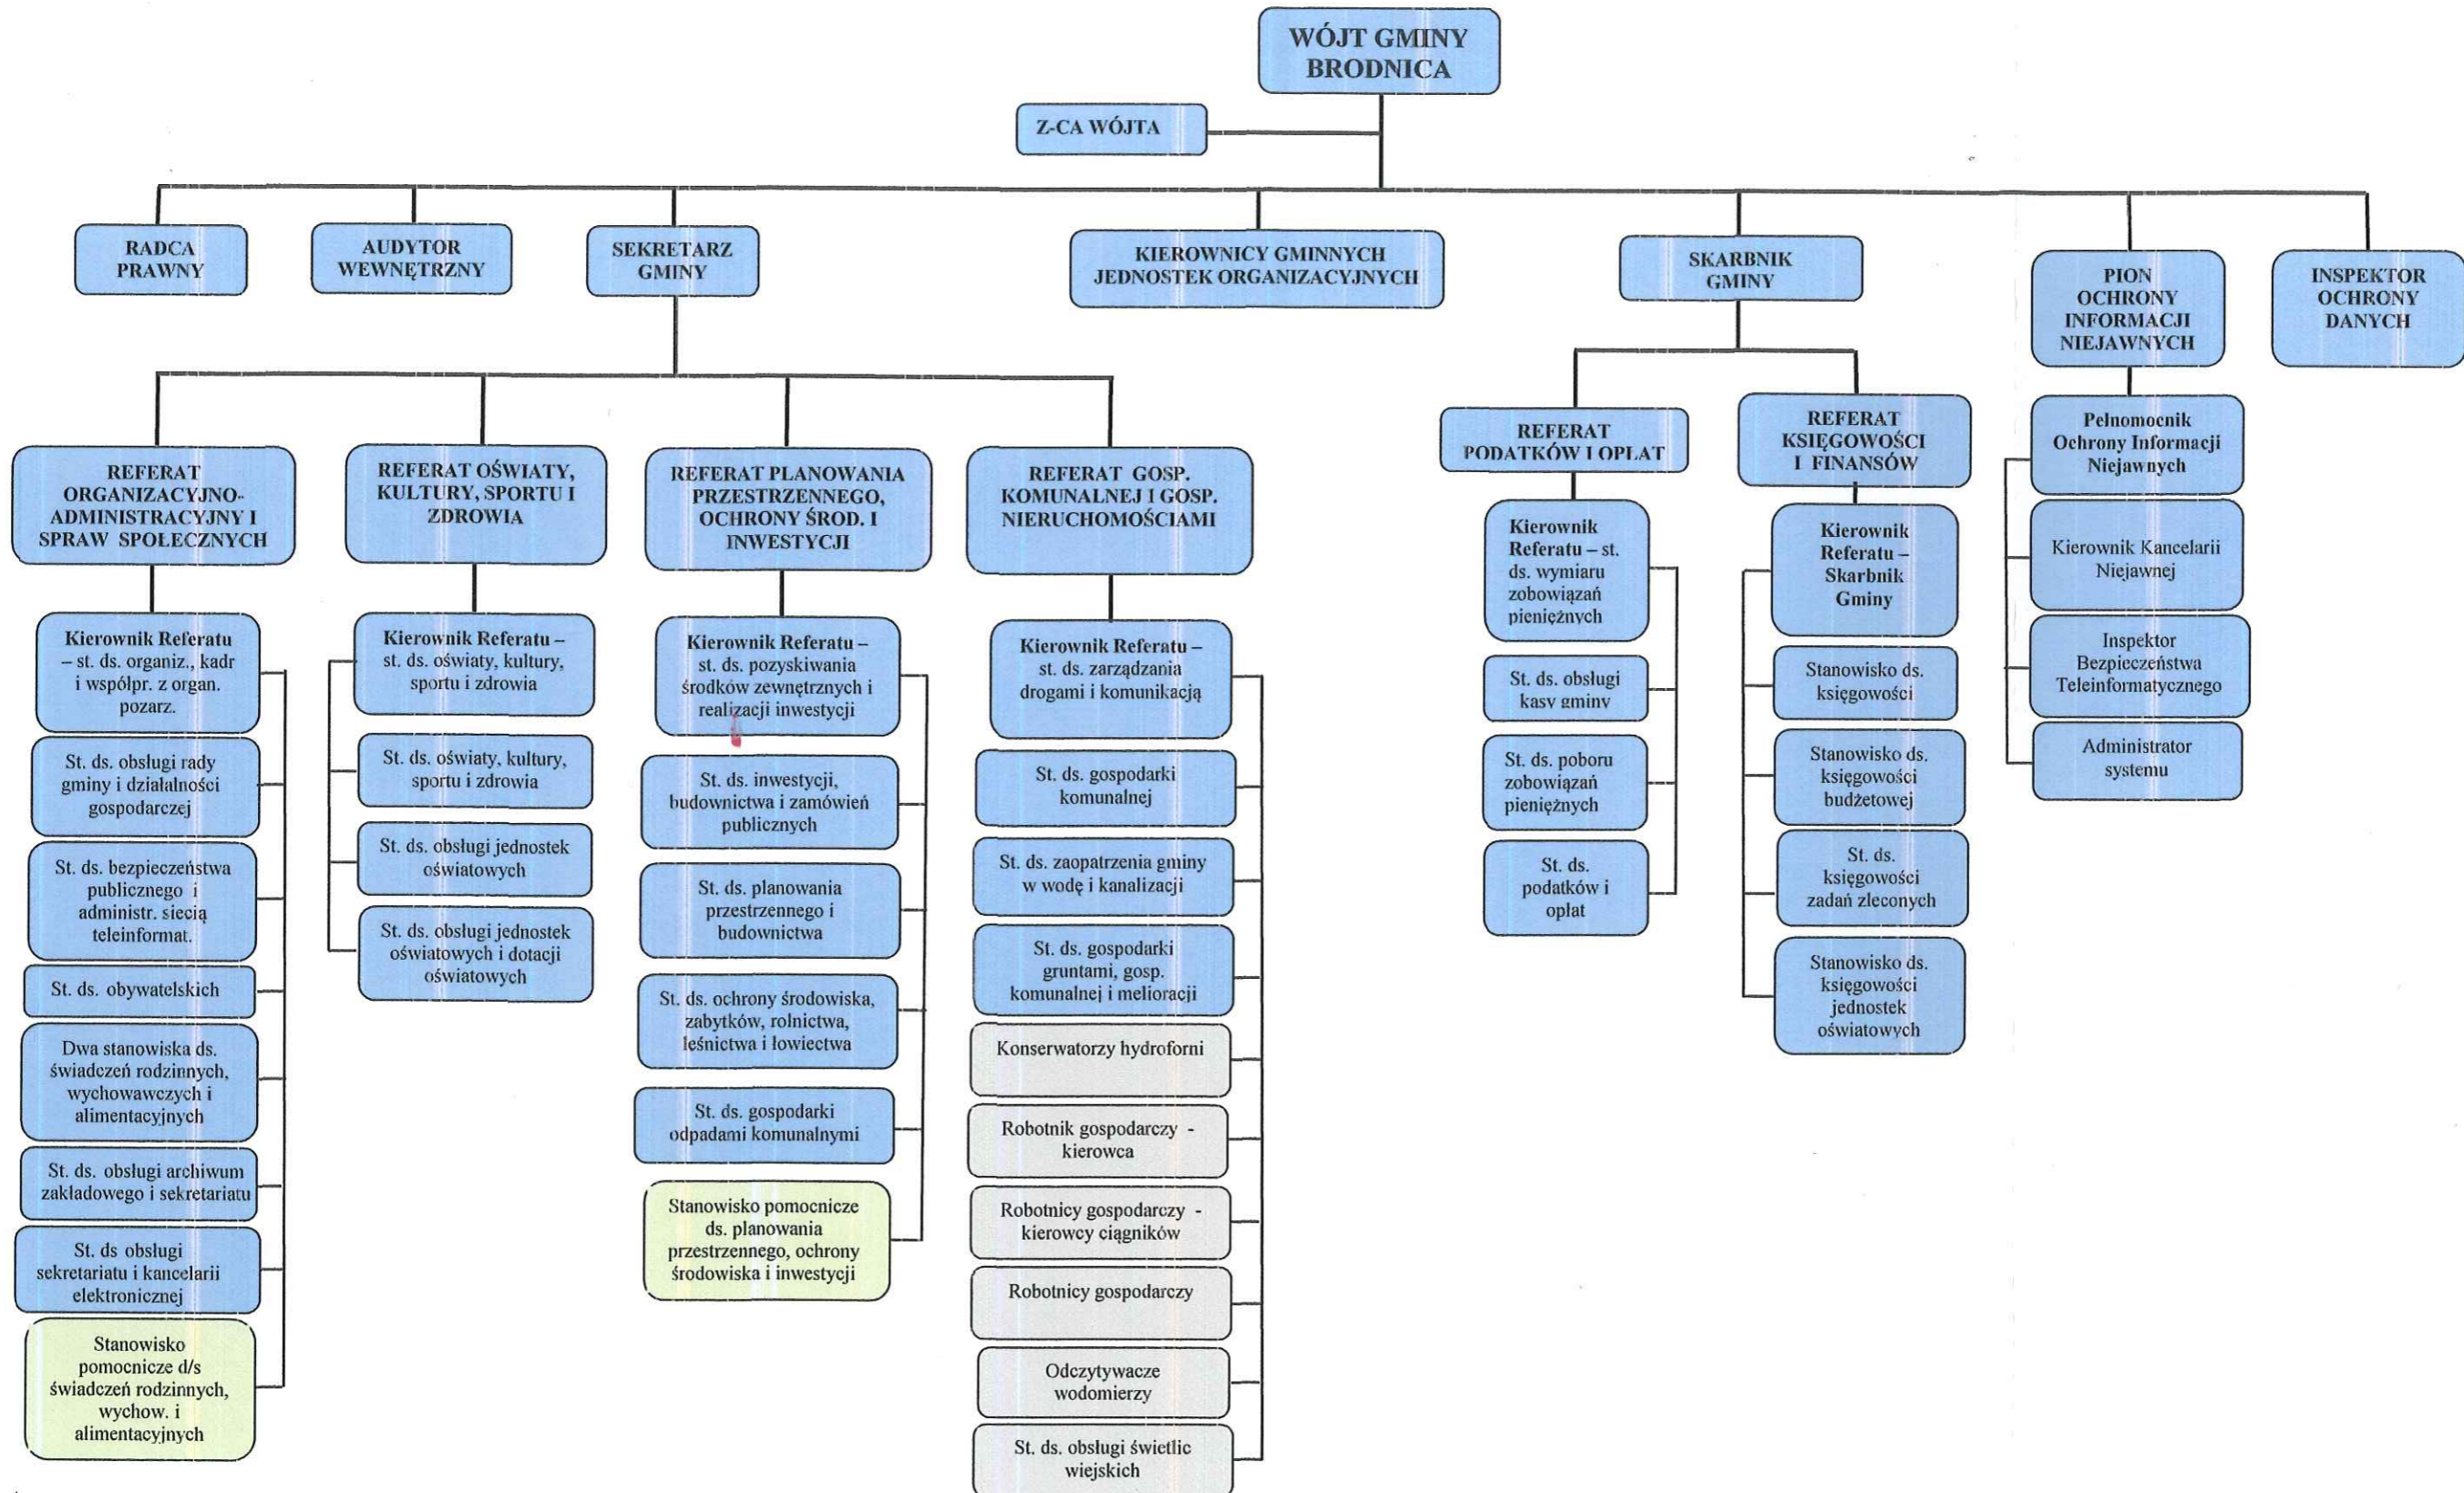 WÓJT GMINY
BRODNICA
Z-CA WÓJTA
RADCA
PRAWNY
AUDYTOR
WEWNĘTRZNY
SEKRETARZ
GMINY
KIEROWNICY GMINNYCH
JEDNOSTEK ORGANIZACYJNYCH
SKARBNIK
GMINY
PION
OCHRONY
INFORMACJI
NIEJAWNYCH
INSPEKTOR
OCHRONY
DANYCH
REFERAT
ORGANIZACYJNO-
ADMINISTRACYJNY I
SPRAW SPOŁECZNYCH
Kierownik Referatu
– st. ds. organiz., kadr
i współpr. z organ.
pozarz.
St. ds. obsługi rady
gminy i działalności
gospodarczej
St. ds. bezpieczeństwa
publicznego i
administr. siecią
teleinformat.
St. ds. obywatelskich
Dwa stanowiska ds.
świadczeń rodzinnych,
wychowawczych i
alimentacyjnych
St. ds. obsługi archiwum
zakładowego i sekretariatu
St. ds obsługi
sekretariatu i kancelarii
elektronicznej
Stanowisko
pomocnicze d/s
świadczeń rodzinnych,
wychow. i
alimentacyjnych
REFERAT OŚWIATY,
KULTURY, SPORTU I
ZDROWIA
Kierownik Referatu –
st. ds. oświaty, kultury,
sportu i zdrowia
St. ds. oświaty, kultury,
sportu i zdrowia
St. ds. obsługi jednostek
oświatowych
St. ds. obsługi jednostek
oświatowych i dotacji
oświatowych
REFERAT PLANOWANIA
PRZESTRZENNEGO,
OCHRONY ŚROD. I
INWESTYCJI
Kierownik Referatu –
st. ds. pozyskiwania
środków zewnętrznych i
realizacji inwestycji
St. ds. inwestycji,
budownictwa i zamówień
publicznych
St. ds. planowania
przestrzennego i
budownictwa
St. ds. ochrony środowiska,
zabytków, rolnictwa,
leśnictwa i łowiectwa
St. ds. gospodarki
odpadami komunalnymi
Stanowisko pomocnicze
ds. planowania
przestrzennego, ochrony
środowiska i inwestycji
REFERAT GOSP.
KOMUNALNEJ I GOSP.
NIERUCHOMOŚCIAMI
Kierownik Referatu –
st. ds. zarządzania
drogami i komunikacją
St. ds. gospodarki
komunalnej
St. ds. zaopatrzenia gminy
w wodę i kanalizacji
St. ds. gospodarki
gruntami, gosp.
komunalnej i melioracji
Konserwatorzy hydroforni
Robotnik gospodarczy -
kierowca
Robotnicy gospodarczy -
kierowcy ciągników
Robotnicy gospodarczy
Odczytywacze
wodomierzy
St. ds. obsługi świetlic
wiejskich
REFERAT
PODATKÓW I OPŁAT
Kierownik
Referatu – st.
ds. wymiaru
zobowiązań
pieniężnych
St. ds. obsługi
kasy gminy
St. ds. poboru
zobowiązań
pieniężnych
St. ds.
podatków i
opłat
REFERAT
KSIĘGOWOŚCI
I FINANSÓW
Kierownik
Referatu –
Skarbnik
Gminy
Stanowisko ds.
księgowości
Stanowisko ds.
księgowości
budżetowej
St. ds.
księgowości
zadań zleconych
Stanowisko ds.
księgowości
jednostek
oświatowych
Pełnomocnik
Ochrony Informacji
Niejawnych
Kierownik Kancelarii
Niejawnej
Inspektor
Bezpieczeństwa
Teleinformatycznego
Administrator
systemu